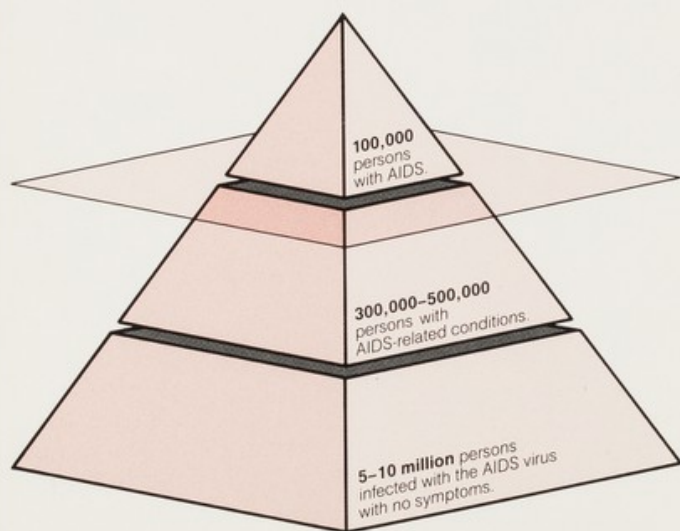 100,000
persons
with AIDS.
300,000–500,000
persons with
AIDS-related conditions.
5–10 million persons
infected with the AIDS virus
with no symptoms.